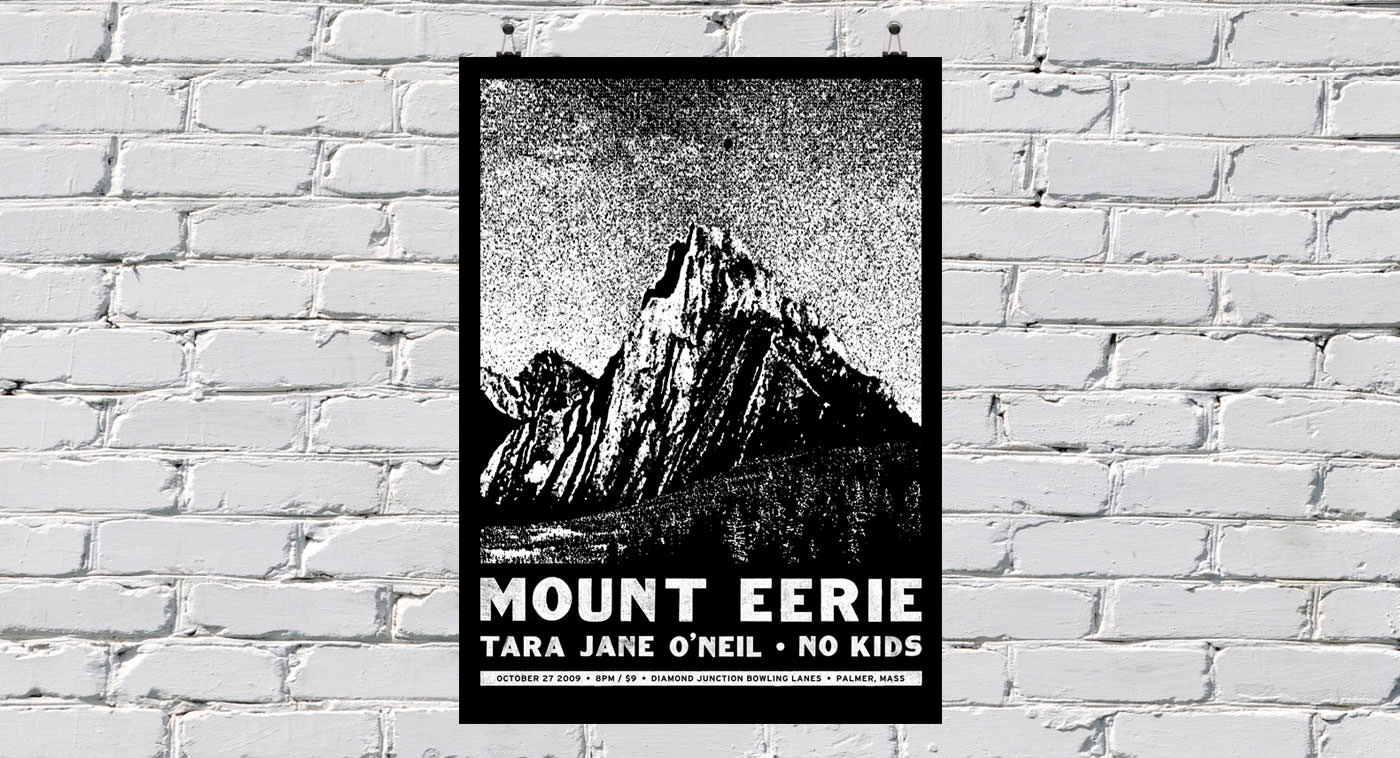 MOUNT EERIE
TARA JANE O'NEIL • NO KIDS
OCTOBER 27 2009 • 8PM / $9 • DIAMOND JUNCTION BOWLING LANES • PALMER, MASS